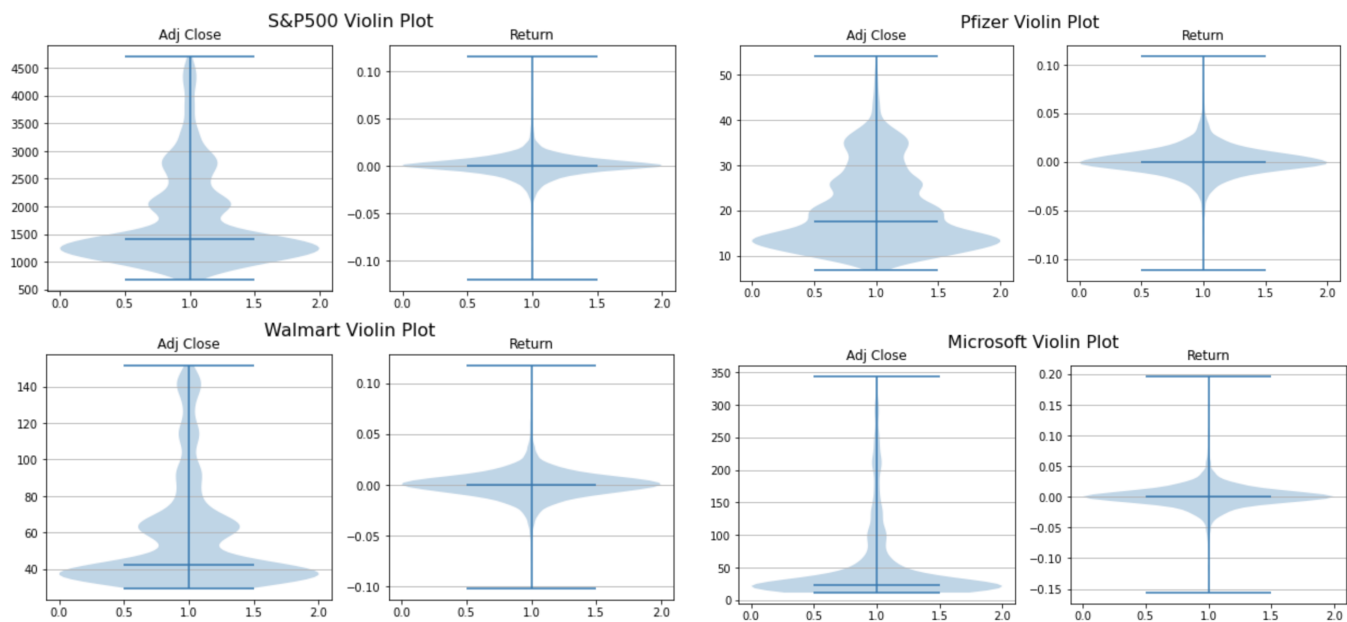 S&P500 Violin Plot
Adj Close
Return
4500
4000
3500
3000
2500
2000
1500
1000
500
0.0 0.5 1.0 1.5 2.0
0.10
0.05
0.00
−0.05
−0.10
0.0 0.5 1.0 1.5 2.0
Pfizer Violin Plot
Adj Close
Return
50
40
30
20
10
0.0 0.5 1.0 1.5 2.0
0.10
0.05
0.00
−0.05
−0.10
0.0 0.5 1.0 1.5 2.0
Walmart Violin Plot
Adj Close
Return
140
120
100
80
60
40
0.0 0.5 1.0 1.5 2.0
0.10
0.05
0.00
−0.05
−0.10
0.0 0.5 1.0 1.5 2.0
Microsoft Violin Plot
Adj Close
Return
350
300
250
200
150
100
50
0
0.0 0.5 1.0 1.5 2.0
0.20
0.15
0.10
0.05
0.00
−0.05
−0.10
−0.15
0.0 0.5 1.0 1.5 2.0